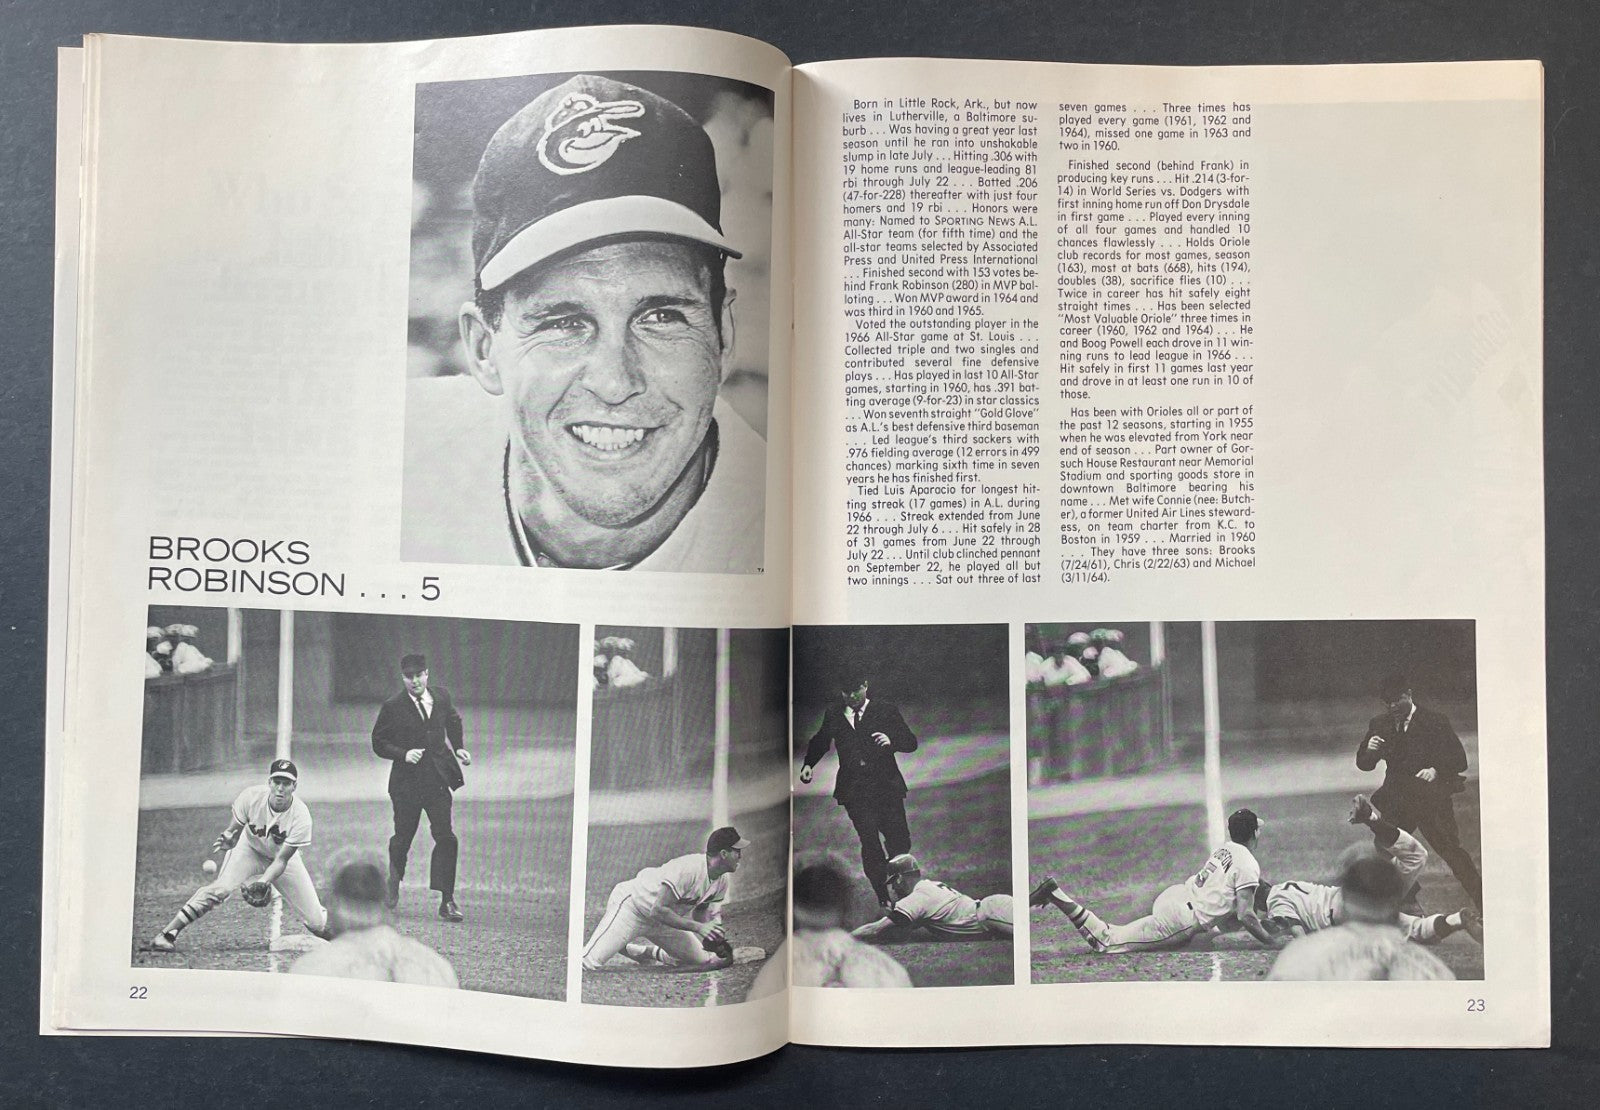 BROOKS
ROBINSON . . . 5
22
Born in Little Rock, Ark., but now
lives in Lutherville, a Baltimore su-
burb . . . Was having a great year last
season until he ran into unshakable
slump in late July . . . Hitting .306 with
19 home runs and league-leading 81
rbi through July 22 . . . Batted .206
(47-for-228) thereafter with just four
homers and 19 rbi . . . Honors were
many: Named to SPORTING NEWS A.L.
All-Star team (for fifth time) and the
all-star teams selected by Associated
Press and United Press International
. . . Finished second with 153 votes be-
hind Frank Robinson (280) in MVP bal-
loting . . . Won MVP award in 1964 and
was third in 1960 and 1965.
Voted the outstanding player in the
1966 All-Star game at St. Louis . . .
Collected triple and two singles and
contributed several fine defensive
plays . . . Has played in last 10 All-Star
games, starting in 1960, has .391 bat-
ting average (9-for-23) in star classics
. . . Won seventh straight "Gold Glove"
as A.L.'s best defensive third baseman
. . . Led league's third sackers with
.976 fielding average (12 errors in 499
chances) marking sixth time in seven
years he has finished first.
Tied Luis Aparacio for longest hit-
ting streak (17 games) in A.L. during
1966 . . . Streak extended from June
22 through July 6 . . . Hit safely in 28
of 31 games from June 22 through
July 22 . . . Until club clinched pennant
on September 22, he played all but
two innings . . . Sat out three of last
seven games . . . Three times has
played every game (1961, 1962 and
1964), missed one game in 1963 and
two in 1960.
Finished second (behind Frank) in
producing key runs . . . Hit .214 (3-for-
14) in World Series vs. Dodgers with
first inning home run off Don Drysdale
in first game . . . Played every inning
of all four games and handled 10
chances flawlessly . . . Holds Oriole
club records for most games, season
(163), most at bats (668), hits (194),
doubles (38), sacrifice flies (10) . . .
Twice in career has hit safely eight
straight times . . . Has been selected
"Most Valuable Oriole" three times in
career (1960, 1962 and 1964) . . . He
and Boog Powell each drove in 11 win-
ning runs to lead league in 1966 . . .
Hit safely in first 11 games last year
and drove in at least one run in 10 of
those.
Has been with Orioles all or part of
the past 12 seasons, starting in 1955
when he was elevated from York near
end of season . . . Part owner of Gor-
such House Restaurant near Memorial
Stadium and sporting goods store in
downtown Baltimore bearing his
name . . . Met wife Connie (nee: Butch-
er), a former United Air Lines steward-
ess, on team charter from K.C. to
Boston in 1959 . . . Married in 1960
. . . They have three sons: Brooks
(7/24/61), Chris (2/22/63) and Michael
(3/11/64).
23